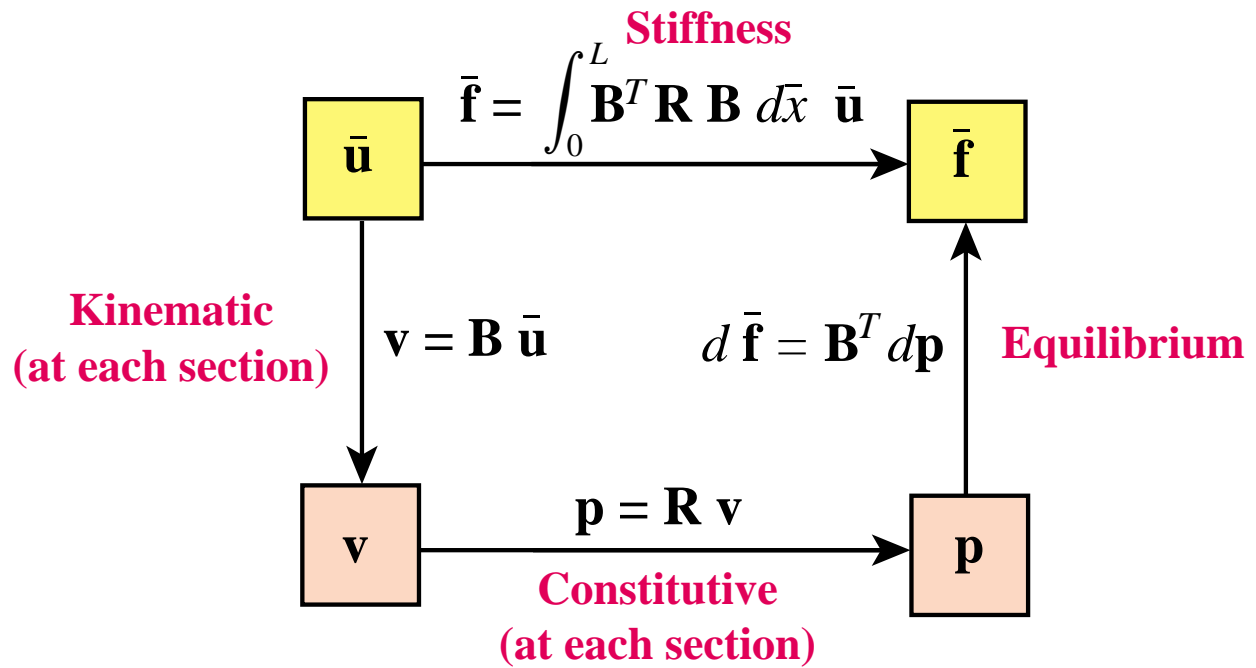 Stiffness
f̄ = ∫₀ᴸ Bᵀ R B dx̄ ū
ū
f̄
Kinematic
(at each section)
v = B ū
d f̄ = Bᵀ dp
Equilibrium
v
p = R v
p
Constitutive
(at each section)